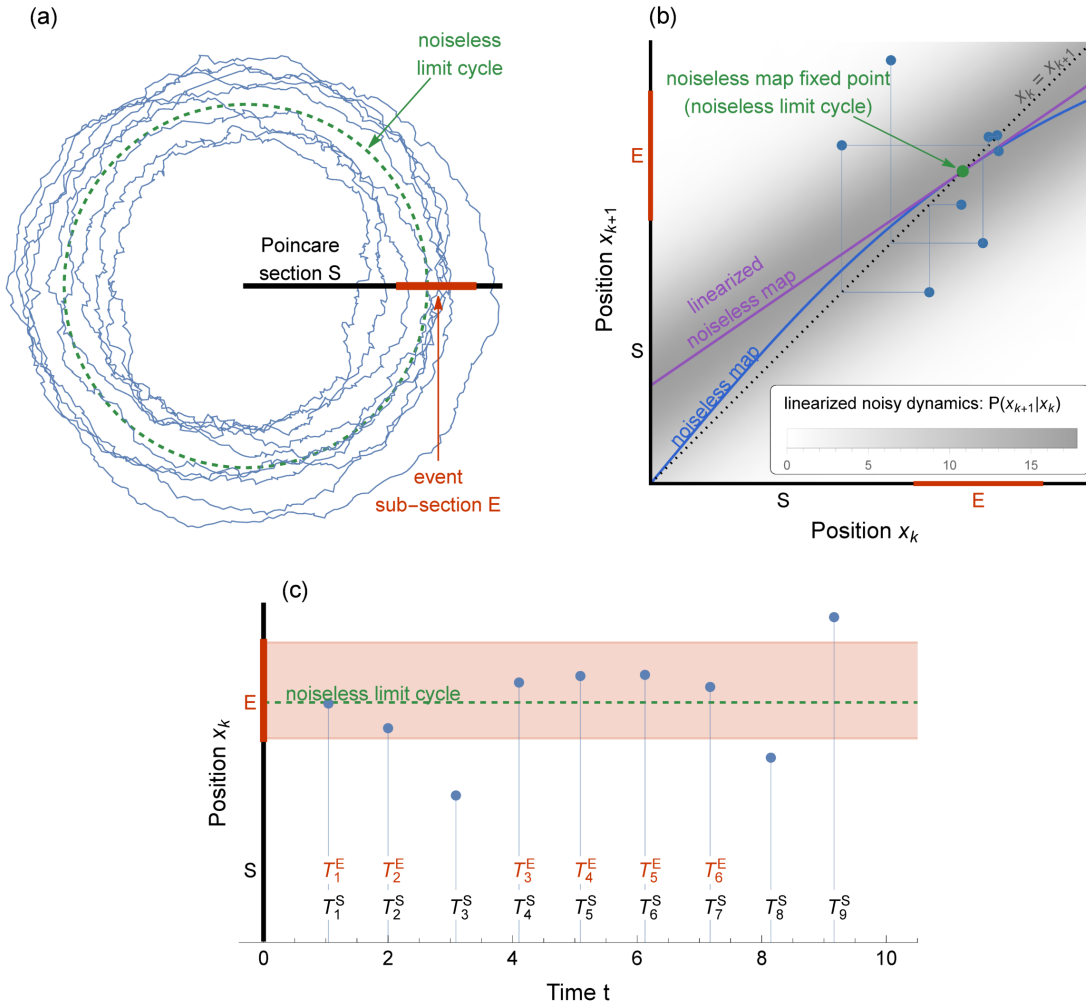 (a)
noiseless
limit cycle
Poincare
section S
event
sub-section E
(b)
noiseless map fixed point
(noiseless limit cycle)
x_k = x_{k+1}
E
Position x_{k+1}
linearized
noiseless map
S
noiseless map
linearized noisy dynamics: P(x_{k+1}|x_k)
0 5 10 15
S E
Position x_k
(c)
noiseless limit cycle
E
Position x_k
S
T_1^E T_2^E T_3^E T_4^E T_5^E T_6^E
T_1^S T_2^S T_3^S T_4^S T_5^S T_6^S T_7^S T_8^S T_9^S
0 2 4 6 8 10
Time t